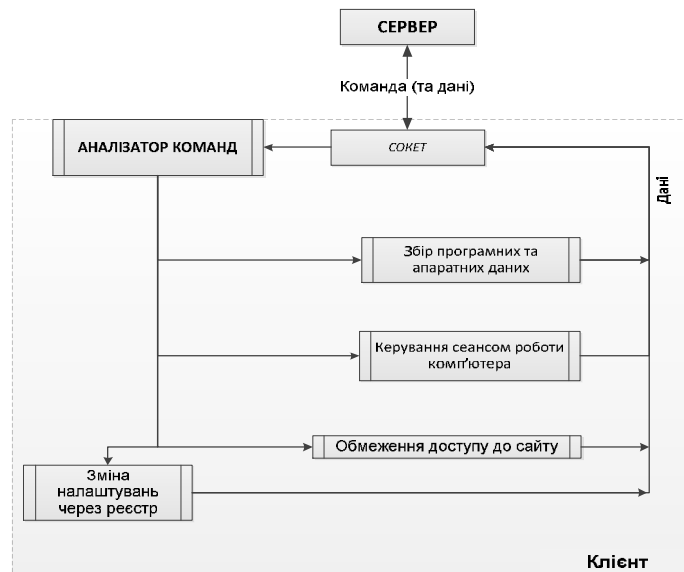 СЕРВЕР
Команда (та дані)
АНАЛІЗАТОР КОМАНД
СОКЕТ
Дані
Збір програмних та
апаратних даних
Керування сеансом роботи
комп'ютера
Обмеження доступу до сайту
Зміна
налаштувань
через реєстр
Клієнт